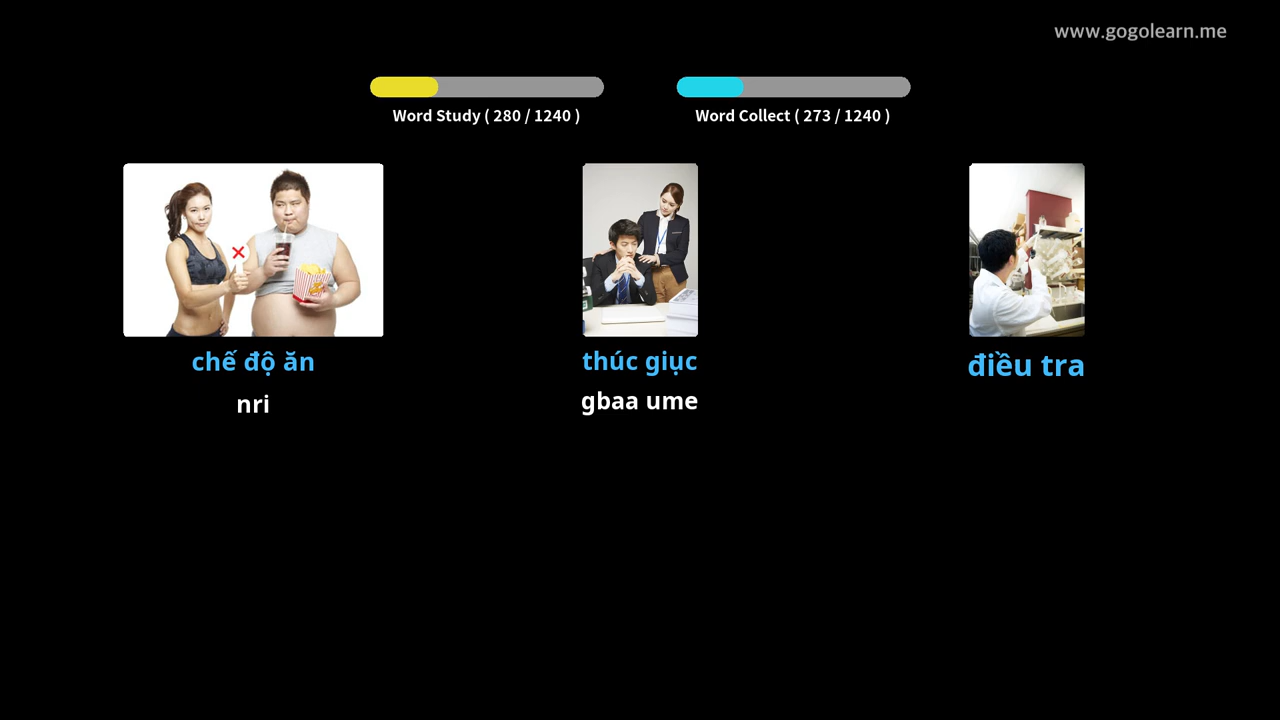 www.gogolearn.me
Word Study ( 280 / 1240 )
Word Collect ( 273 / 1240 )
chế độ ăn
thúc giục
điều tra
nri
gbaa ume